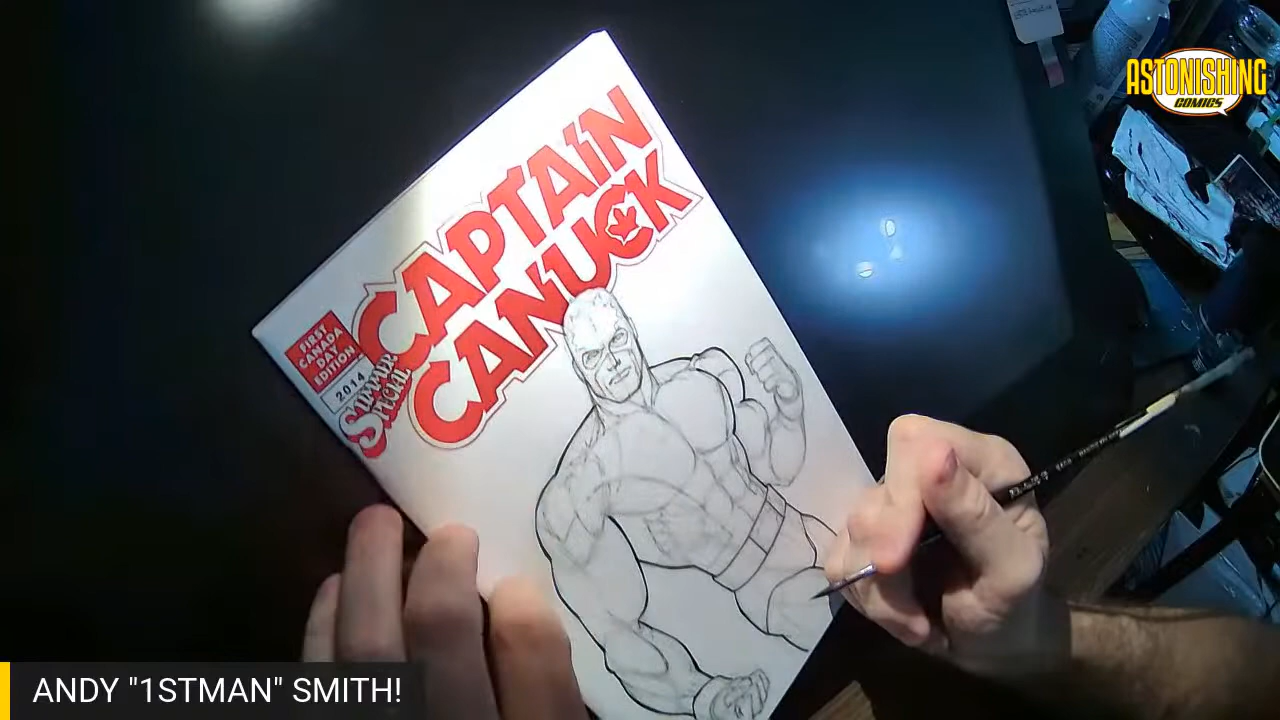 ASTONISHING
COMICS
CAPTAIN
CANUCK
FIRST
CANADA
DAY
EDITION
2014
SUMMER
SPECIAL
ANDY "1STMAN" SMITH!